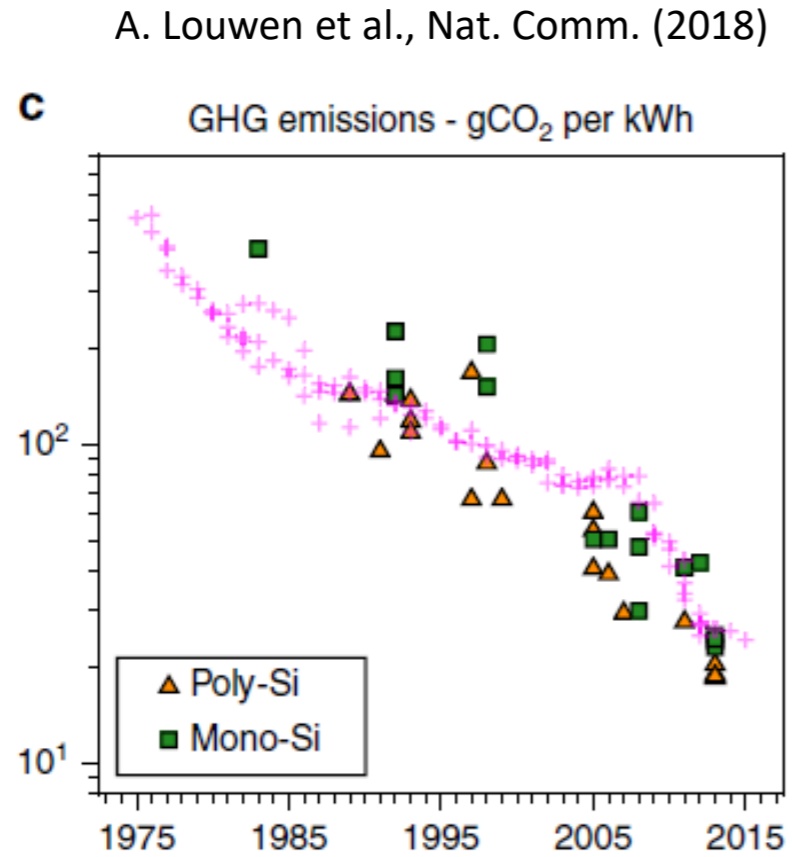 A. Louwen et al., Nat. Comm. (2018)
c
GHG emissions - gCO₂ per kWh
10²
10¹
Poly-Si
Mono-Si
1975 1985 1995 2005 2015